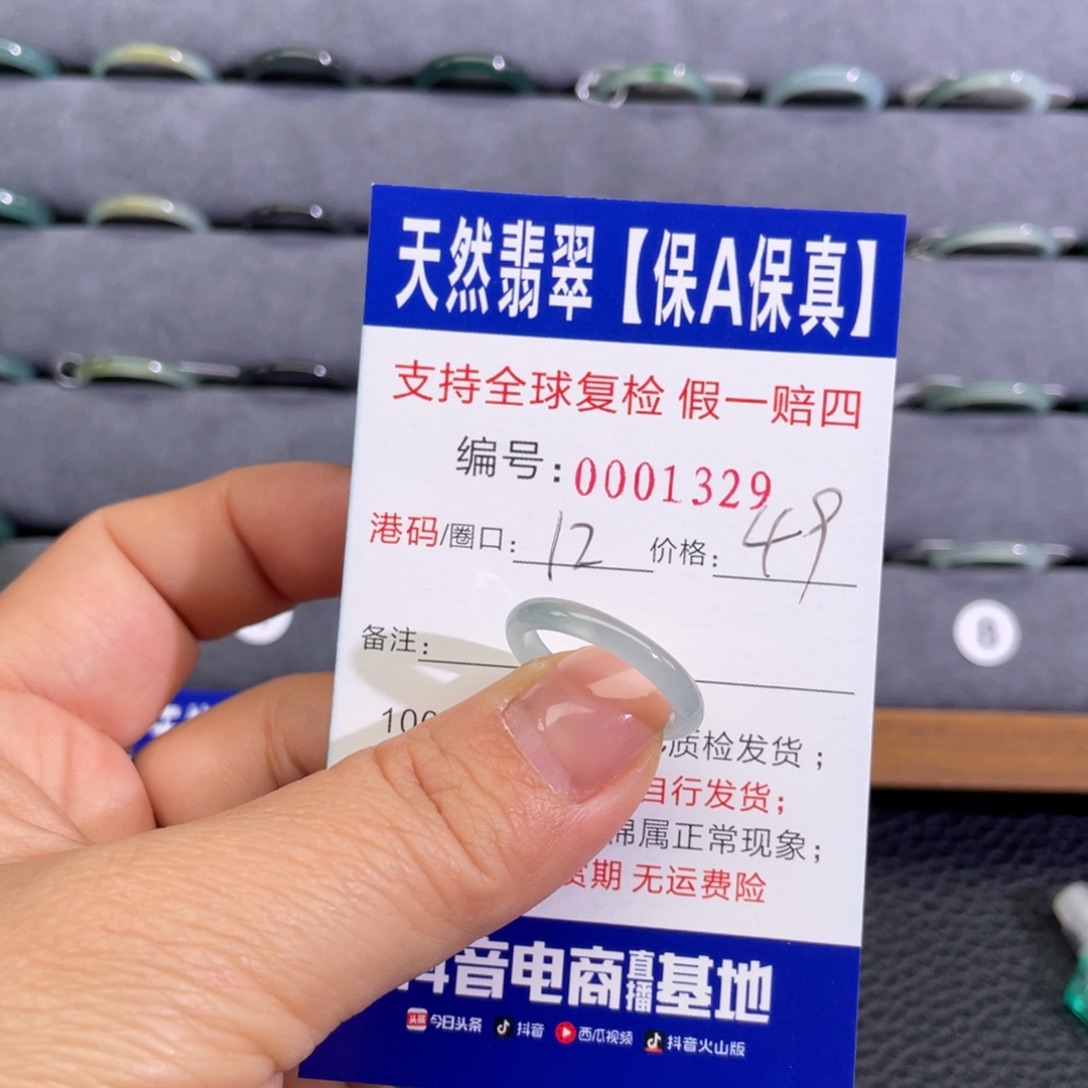 天然翡翠【保A保真】
支持全球复检 假一赔四
编号:0001329
港码/圈口: 12 价格: 49
备注:
质检发货；
自行发货；
属正常现象；
期 无运费险
音电商直播基地
今日头条 抖音 西瓜视频 抖音火山版